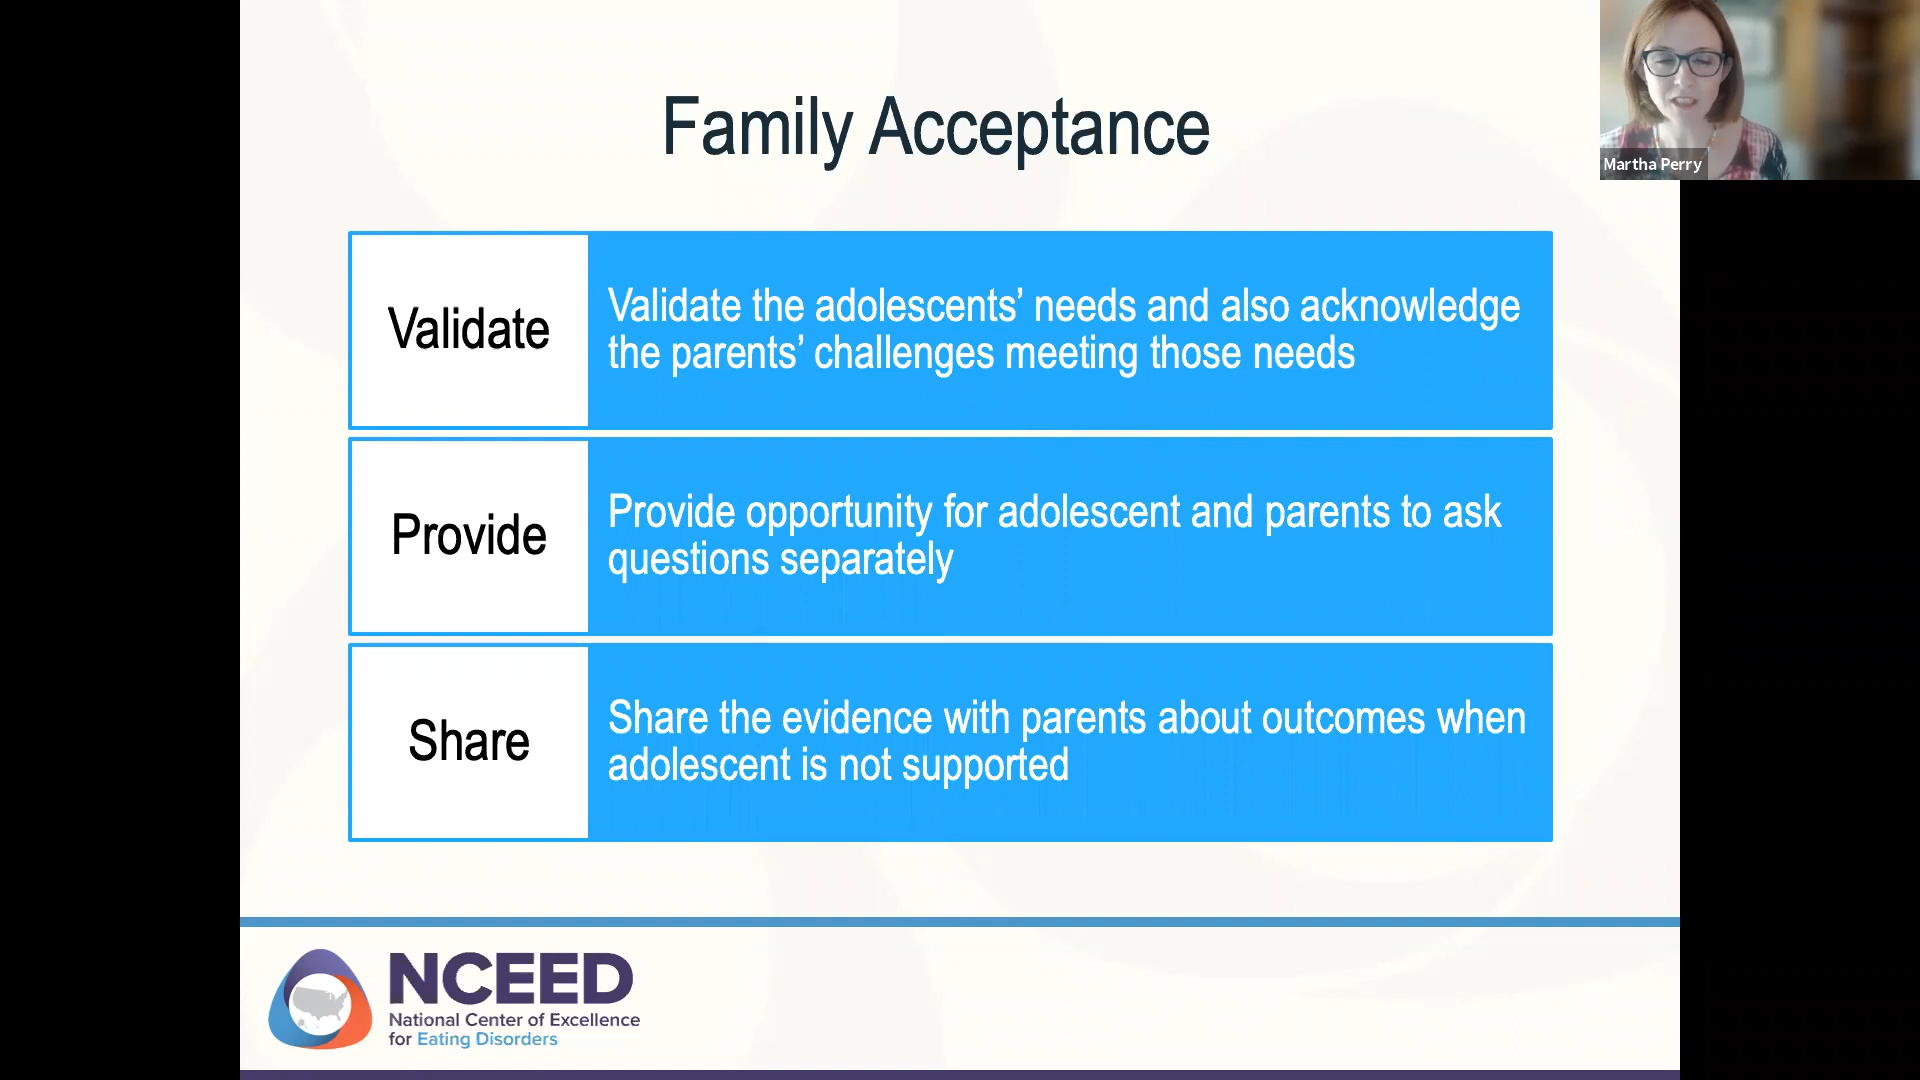 Family Acceptance
Martha Perry
Validate
Validate the adolescents’ needs and also acknowledge
the parents’ challenges meeting those needs
Provide
Provide opportunity for adolescent and parents to ask
questions separately
Share
Share the evidence with parents about outcomes when
adolescent is not supported
NCEED
National Center of Excellence
for Eating Disorders